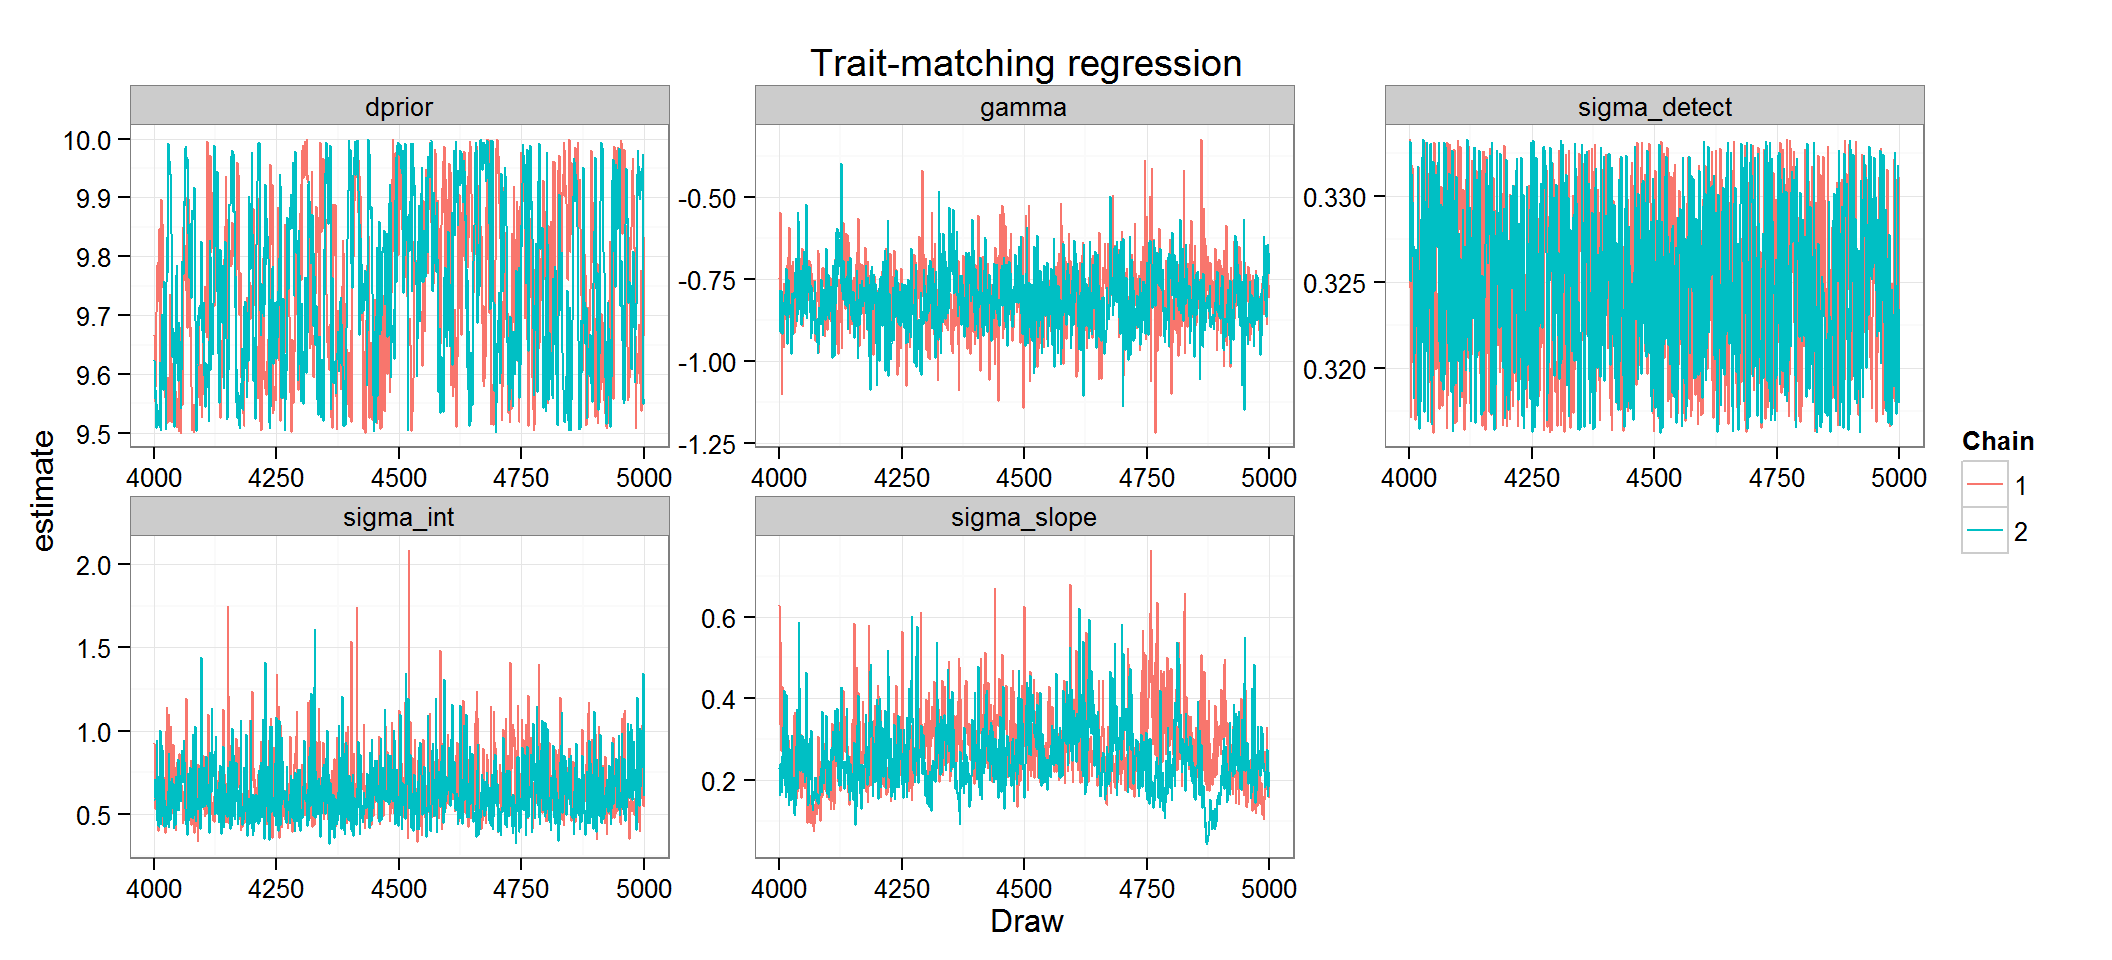 Trait-matching regression
dprior
gamma
sigma_detect
10.0
9.9
9.8
9.7
9.6
9.5
4000 4250 4500 4750 5000
-0.50
-0.75
-1.00
-1.25
4000 4250 4500 4750 5000
0.330
0.325
0.320
4000 4250 4500 4750 5000
sigma_int
sigma_slope
2.0
1.5
1.0
0.5
4000 4250 4500 4750 5000
0.6
0.4
0.2
4000 4250 4500 4750 5000
estimate
Draw
Chain
1
2